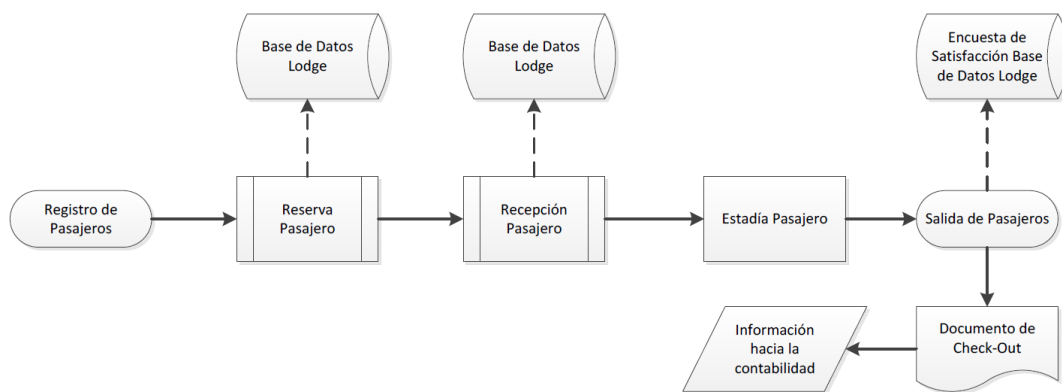 Base de Datos
Lodge
Base de Datos
Lodge
Encuesta de
Satisfacción Base
de Datos Lodge
Registro de
Pasajeros
Reserva
Pasajero
Recepción
Pasajero
Estadía Pasajero
Salida de Pasajeros
Información
hacia la
contabilidad
Documento de
Check-Out